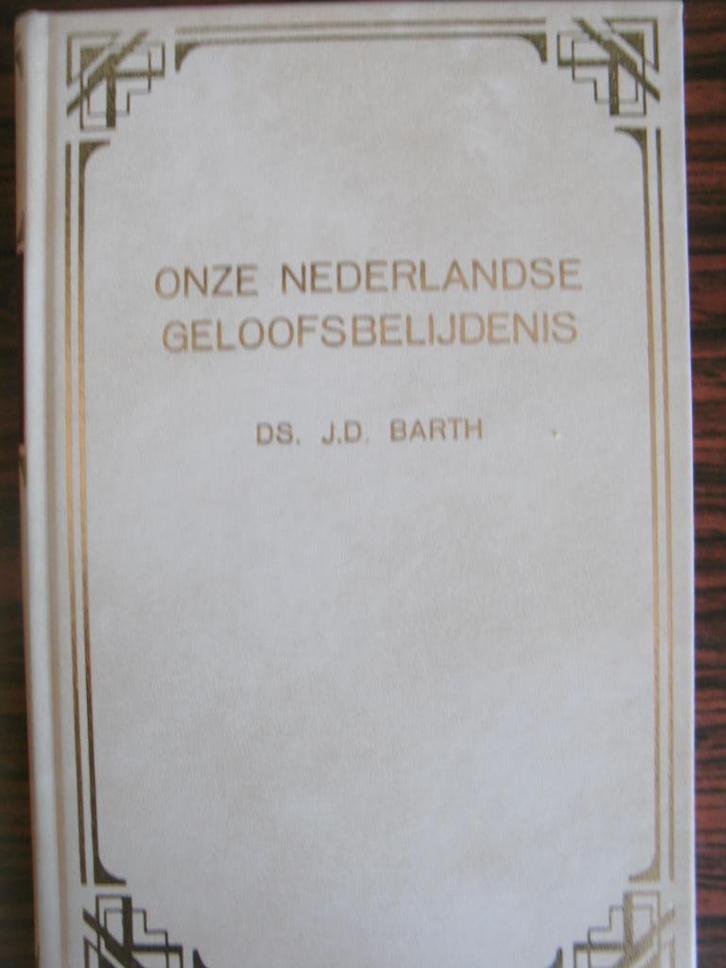 ONZE NEDERLANDSE
GELOOFSBELIJDENIS
DS. J.D. BARTH